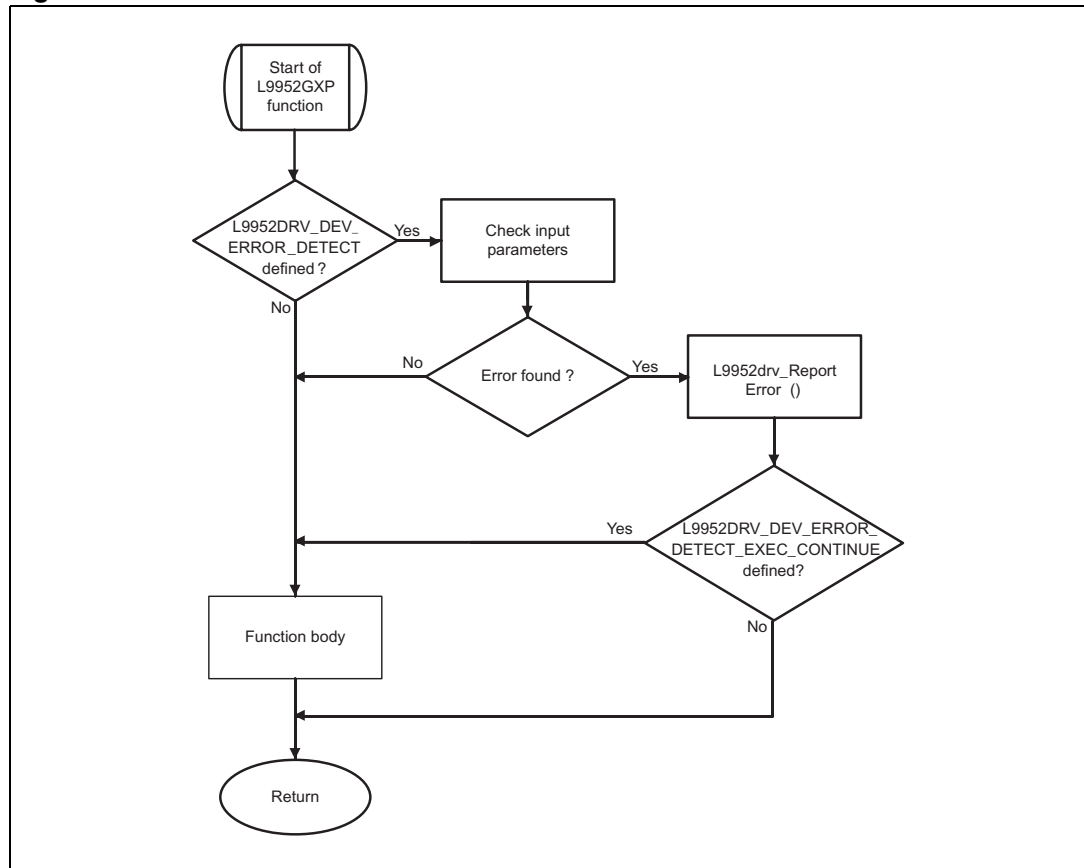 Start of
L9952GXP
function
L9952DRV_DEV_
ERROR_DETECT
defined ?
Yes
Check input
parameters
No
No
Error found ?
Yes
L9952drv_Report
Error ()
Yes
L9952DRV_DEV_ERROR_
DETECT_EXEC_CONTINUE
defined?
Function body
No
Return